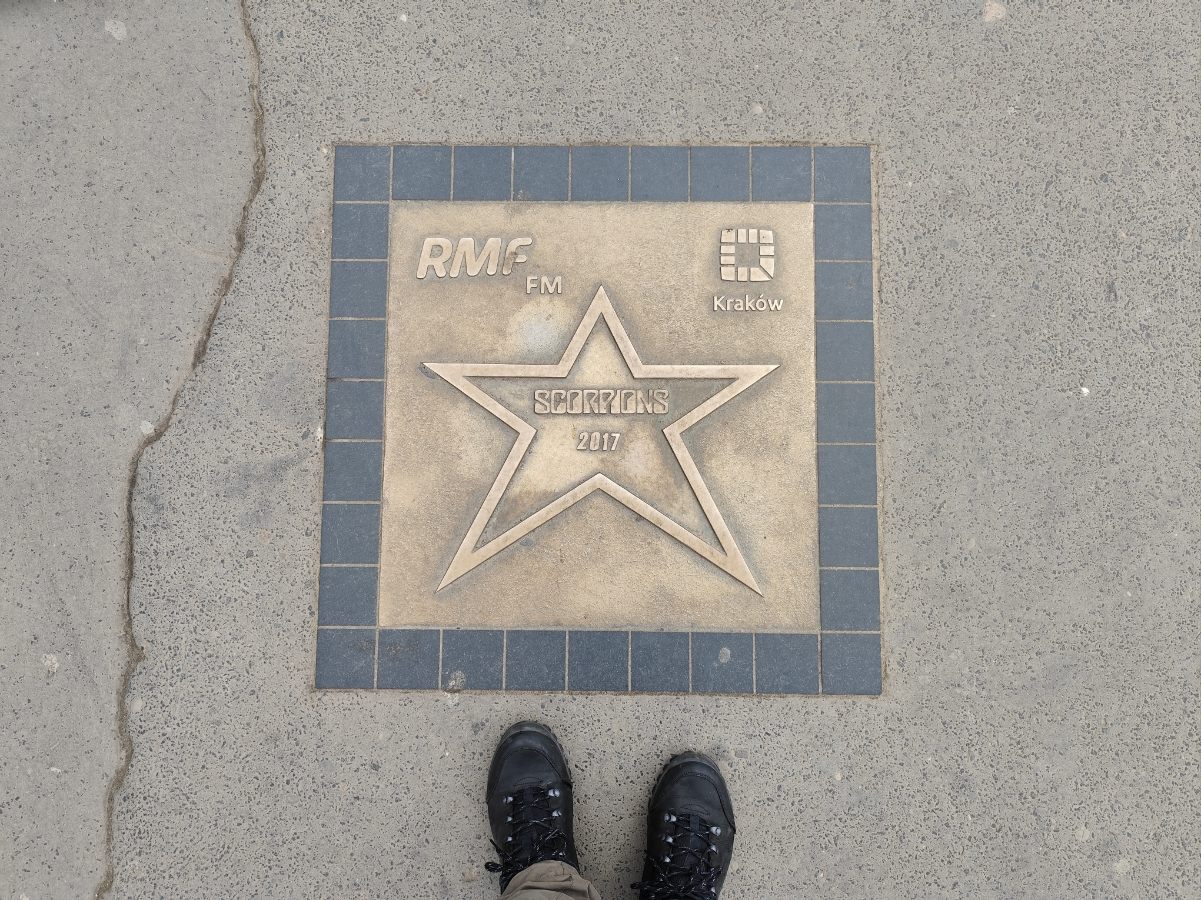 RMF
FM
Kraków
SCORPIONS
2017